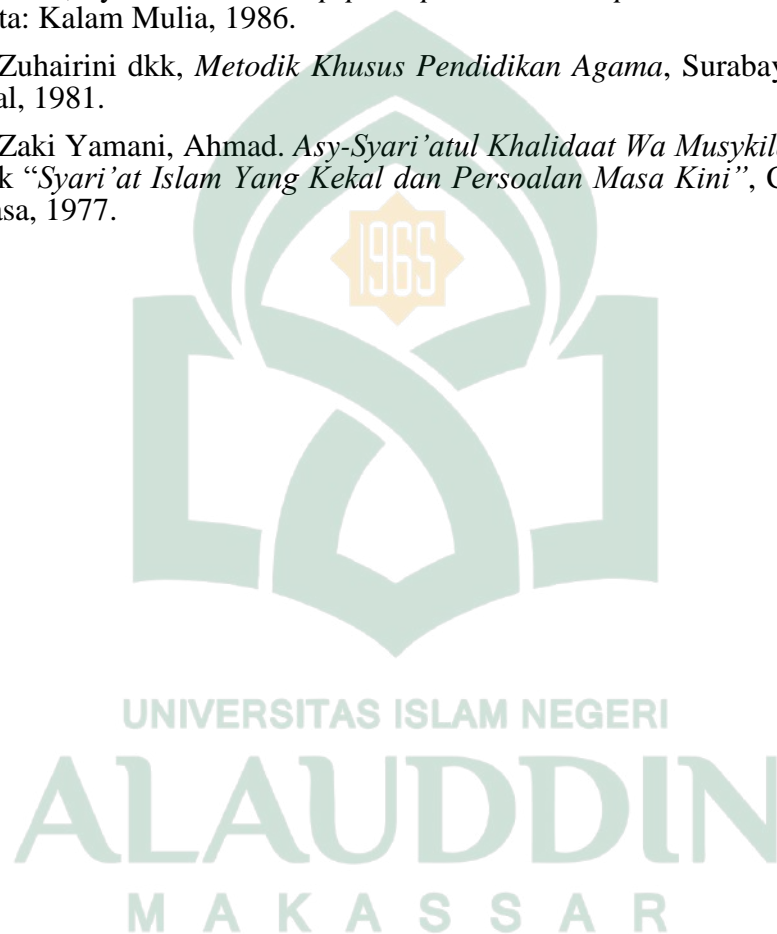 ta: Kalam Mulia, 1986.
Zuhairini dkk, Metodik Khusus Pendidikan Agama, Surabay
al, 1981.
Zaki Yamani, Ahmad. Asy-Syari’atul Khalidaat Wa Musykil
k “Syari’at Islam Yang Kekal dan Persoalan Masa Kini”,
asa, 1977.
1965
UNIVERSITAS ISLAM NEGERI
ALAUDDIN
MAKASSAR